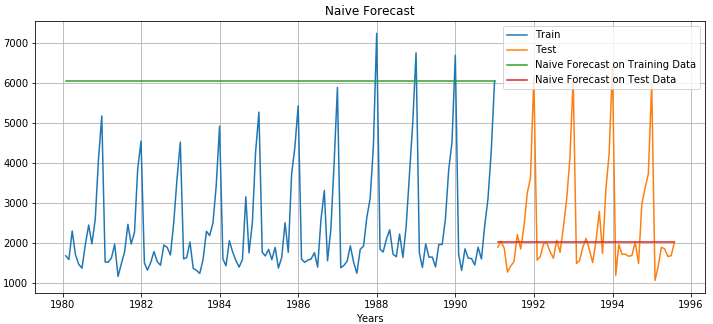 Naive Forecast
Train
Test
Naive Forecast on Training Data
Naive Forecast on Test Data
7000
6000
5000
4000
3000
2000
1000
1980 1982 1984 1986 1988 1990 1992 1994 1996
Years